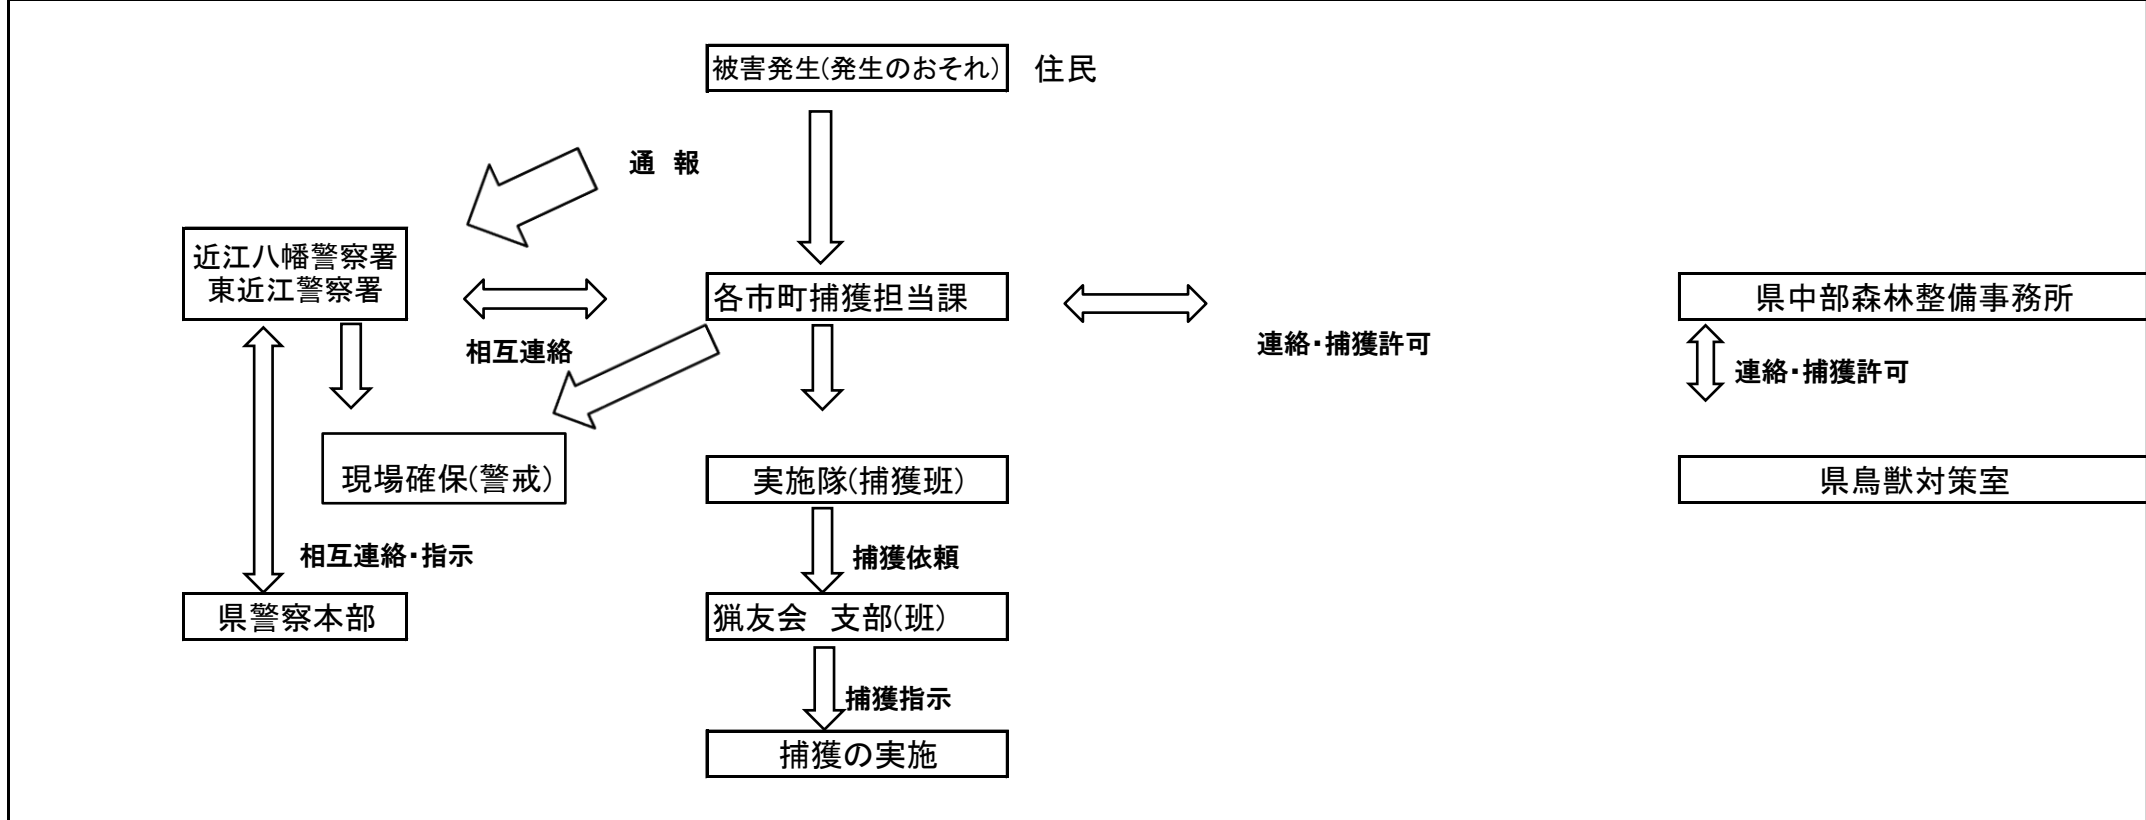 被害発生(発生のおそれ)
住民
通　報
近江八幡警察署
東近江警察署
各市町捕獲担当課
県中部森林整備事務所
相互連絡
連絡・捕獲許可
連絡・捕獲許可
現場確保(警戒)
実施隊(捕獲班)
県鳥獣対策室
相互連絡・指示
捕獲依頼
県警察本部
猟友会　支部(班)
捕獲指示
捕獲の実施